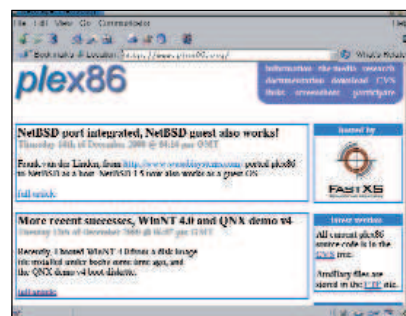 File Edit View Go Communicator Help
Bookmarks Location: http://www.plex86.org/ What's Related
plex86
information the-media research
documentation download CVS
links screenshots participate
NetBSD port integrated, NetBSD guest also works!
Thursday 14th of December 2000 @ 04:16 pm GMT
Frank van der Linden, from http://www.wasabisystems.com ported plex86
to NetBSD as a host. NetBSD 1.5 now also works as a guest OS.
full article
hosted by
FASTXS
More recent successes, WinNT 4.0 and QNX demo v4
of December 2000 @ pm GMT
Recently, I booted WinNT 4.0 from a disk image
file installed under bochs some time ago, and
the QNX demo v4 boot diskette.
full article
latest version
All current plex86
source code is in the
CVS tree.
Ancillary files are
stored in the FTP site.